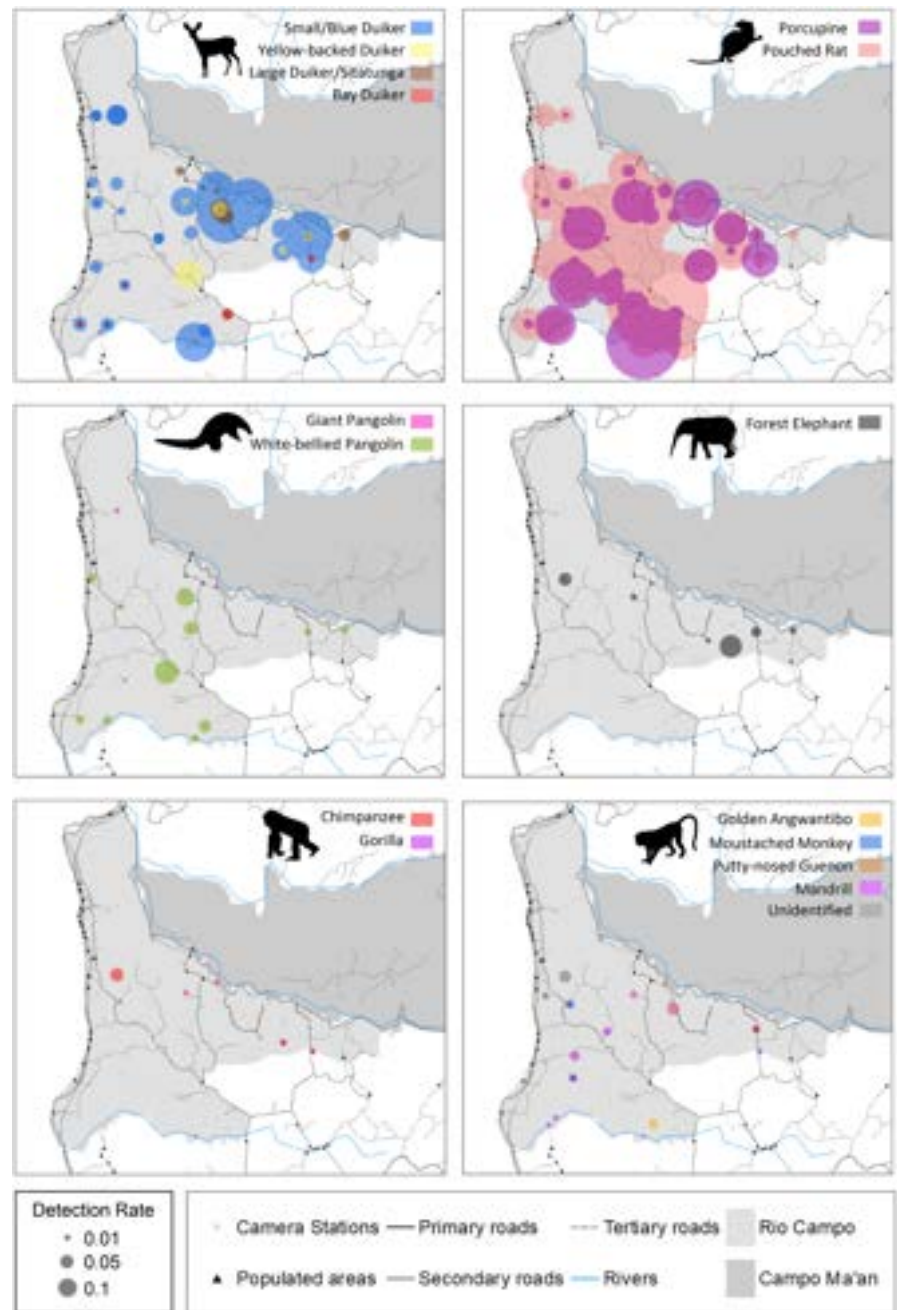 Small/Blue Duiker
Yellow-backed Duiker
Large Duiker/Sitatunga
Bay Duiker
Porcupine
Pouched Rat
Giant Pangolin
White-bellied Pangolin
Forest Elephant
Chimpanzee
Gorilla
Golden Angwantibo
Moustached Monkey
Putty-nosed Guenon
Mandrill
Unidentified
Detection Rate
0.01
0.05
0.1
Camera Stations Primary roads Tertiary roads Rio Campo
Populated areas Secondary roads Rivers Campo Ma'an